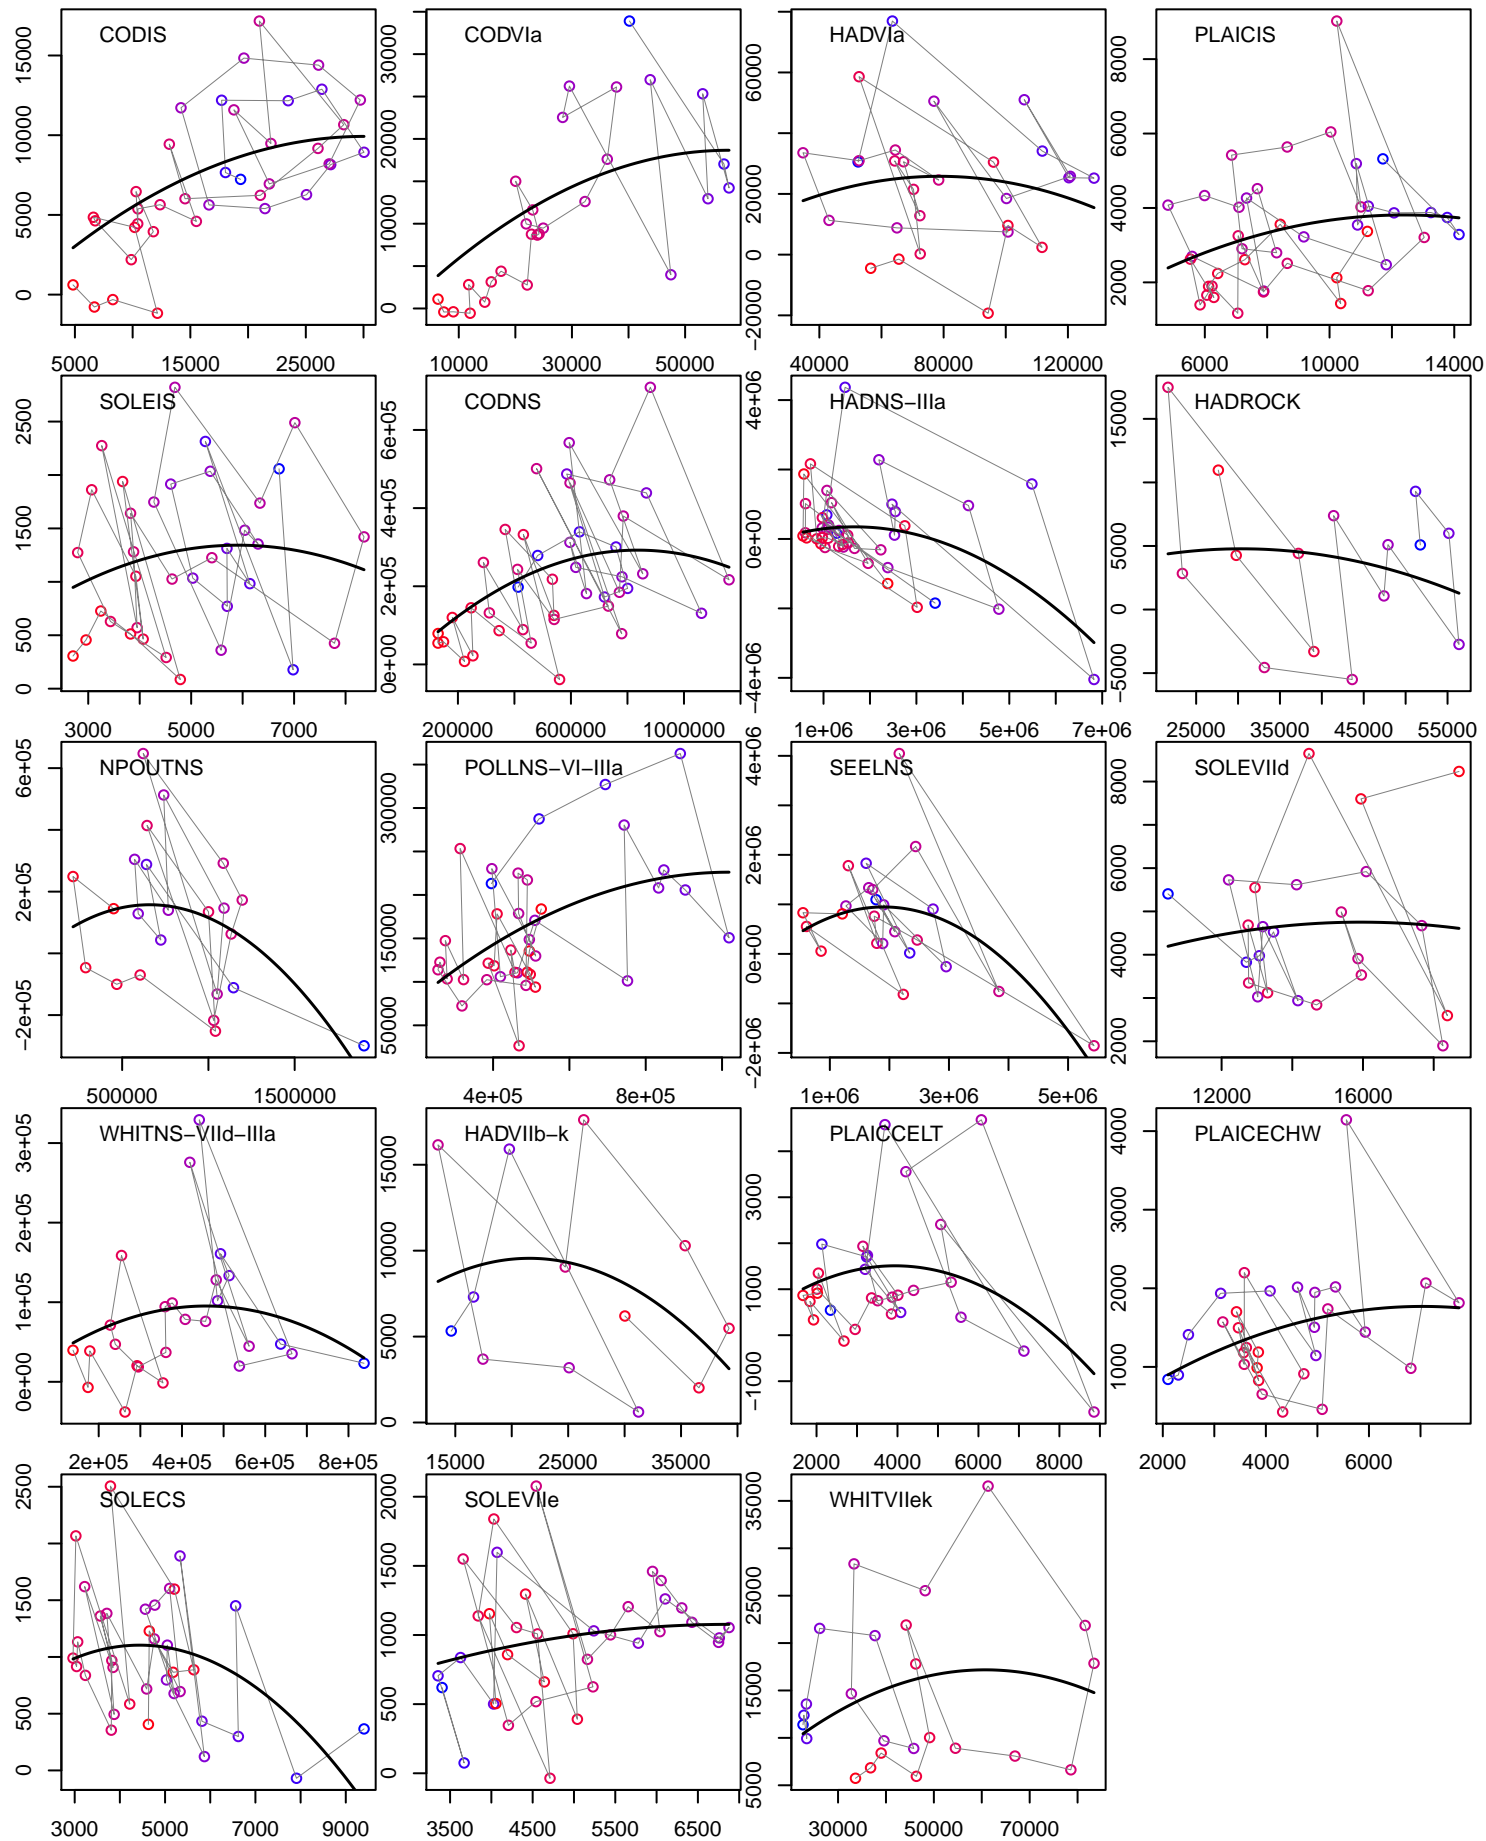 CODIS CODVIa HADVIa PLAICIS
0 5000 10000 15000
0 10000 20000 30000
−20000 0 20000 60000
2000 4000 6000 8000
5000 15000 25000 10000 30000 50000 40000 80000 120000 6000 10000 14000
SOLEIS CODNS HADNS−IIIa HADROCK
0 500 1500 2500
0e+00 2e+05 4e+05 6e+05
−4e+06 0e+00 4e+06
−5000 0 5000 15000
3000 5000 7000 200000 600000 1000000 1e+06 3e+06 5e+06 7e+06 25000 35000 45000 55000
NPOUTNS POLLNS−VI−IIIa SEELNS SOLEVIId
−2e+05 2e+05 6e+05
50000 150000 300000
−2e+06 0e+00 2e+06 4e+06
2000 4000 6000 8000
500000 1500000 4e+05 8e+05 1e+06 3e+06 5e+06 12000 16000
WHITNS−VIId−IIIa HADVIIb−k PLAICCELT PLAICECHW
0e+00 1e+05 2e+05 3e+05
0 5000 10000 15000
−1000 1000 3000
1000 2000 3000 4000
2e+05 4e+05 6e+05 8e+05 15000 25000 35000 2000 4000 6000 8000 2000 4000 6000
SOLECS SOLEVIIe WHITVIIek
0 500 1500 2500
0 500 1000 1500 2000
5000 15000 25000 35000
3000 5000 7000 9000 3500 4500 5500 6500 30000 50000 70000